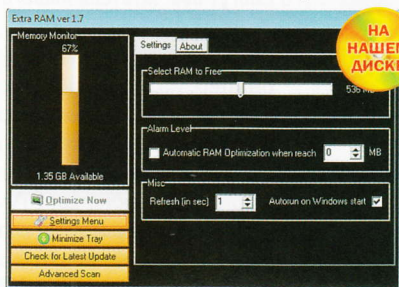 Extra RAM ver 1.7
НА
НАШЕМ
ДИСКЕ
Memory Monitor
67%
1.35 GB Available
Optimize Now
Settings Menu
Minimize Tray
Check for Latest Update
Advanced Scan
Settings
About
Select RAM to Free
536 MB
Alarm Level
Automatic RAM Optimization when reach 0 MB
Misc
Refresh (in sec) 1 Autorun on Windows start